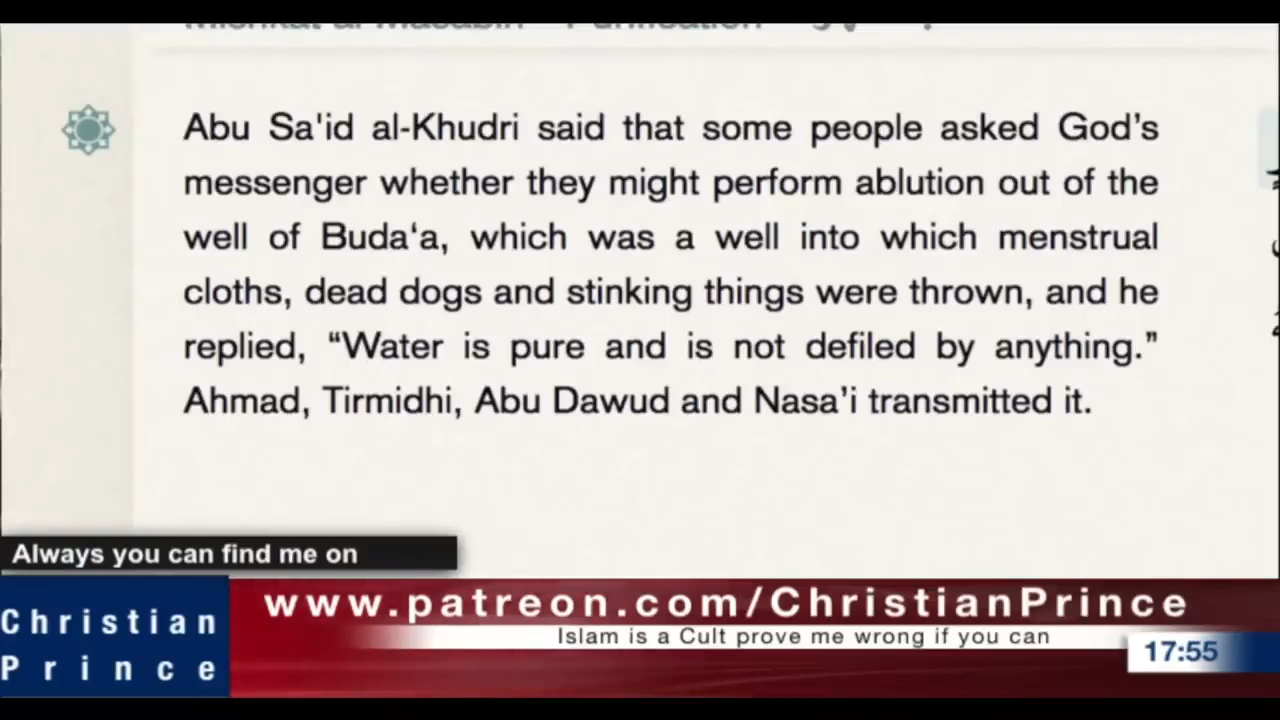 Abu Sa'id al-Khudri said that some people asked God’s
messenger whether they might perform ablution out of the
well of Buda‘a, which was a well into which menstrual
cloths, dead dogs and stinking things were thrown, and he
replied, “Water is pure and is not defiled by anything.”
Ahmad, Tirmidhi, Abu Dawud and Nasa’i transmitted it.
Always you can find me on
Christian
Prince
www.patreon.com/ChristianPrince
Islam is a Cult prove me wrong if you can
17:55